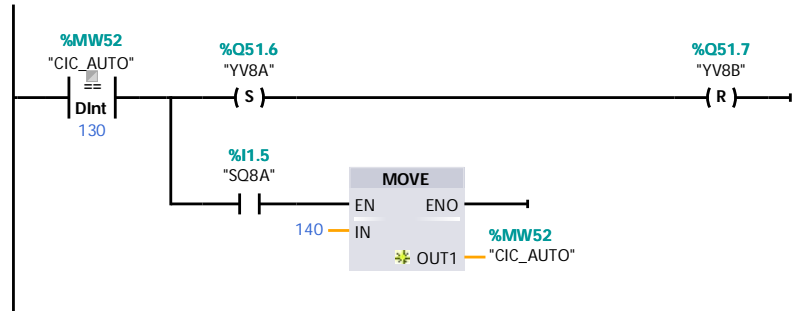 %MW52
"CIC_AUTO"
==
DInt
130
%Q51.6
"YV8A"
S
%Q51.7
"YV8B"
R
%I1.5
"SQ8A"
MOVE
EN ENO
140 IN
OUT1
%MW52
"CIC_AUTO"